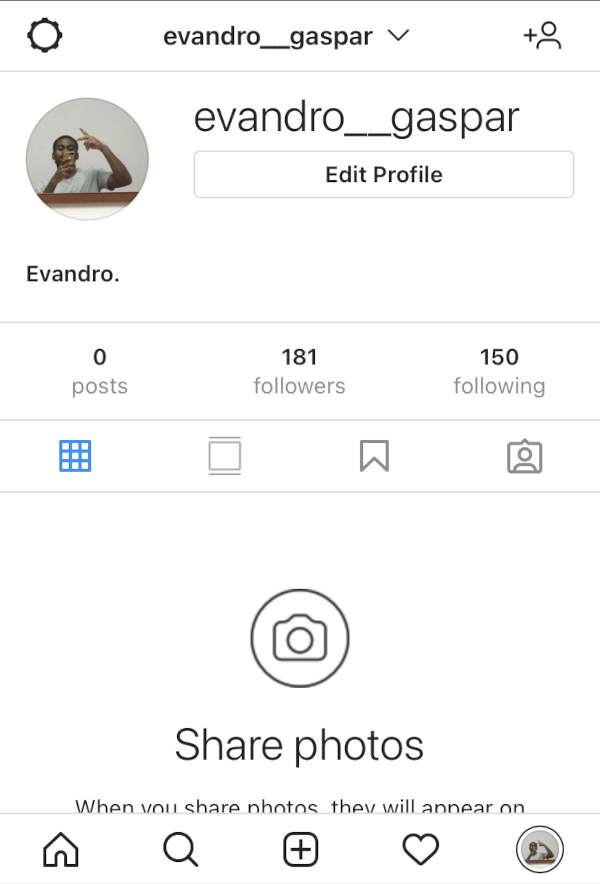 evandro__gaspar
evandro__gaspar
Edit Profile
Evandro.
0 181 150
posts followers following
Share photos
When you share photos, they will appear on